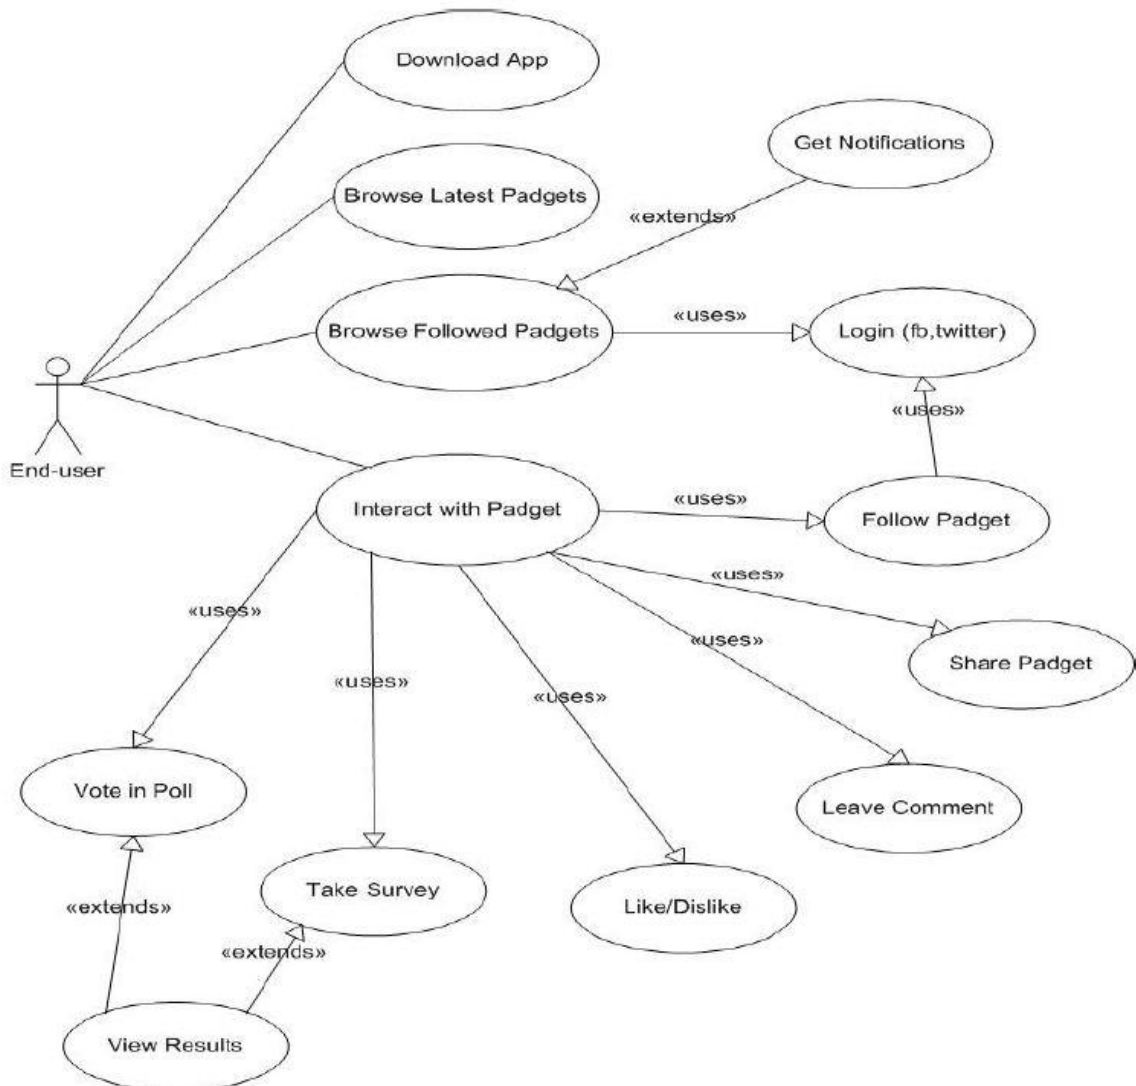 Download App
Get Notifications
Browse Latest Padgets
«extends»
Browse Followed Padgets
«uses»
Login (fb,twitter)
«uses»
End-user
Interact with Padget
«uses»
Follow Padget
«uses»
«uses»
«uses»
Share Padget
«uses»
«uses»
Vote in Poll
Leave Comment
Take Survey
«extends»
Like/Dislike
«extends»
View Results